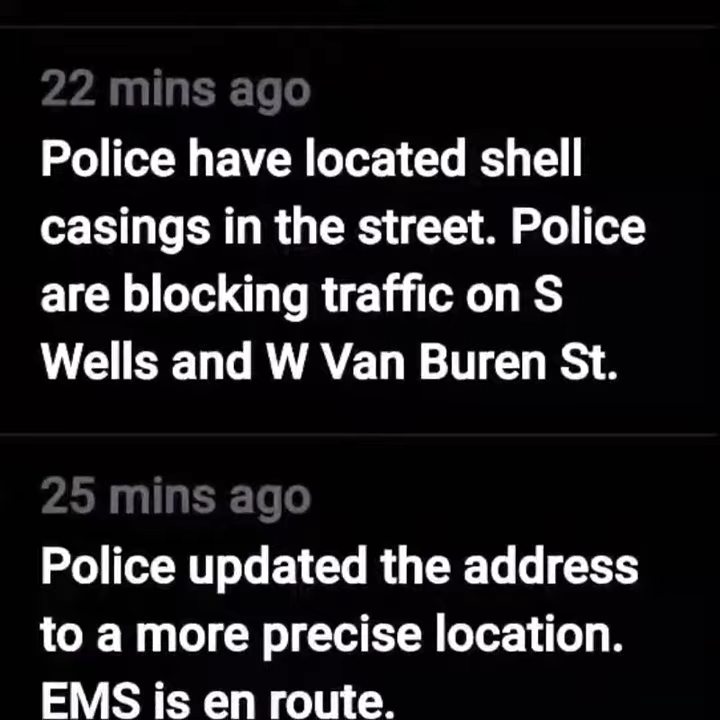 22 mins ago
Police have located shell
casings in the street. Police
are blocking traffic on S
Wells and W Van Buren St.
25 mins ago
Police updated the address
to a more precise location.
EMS is en route.